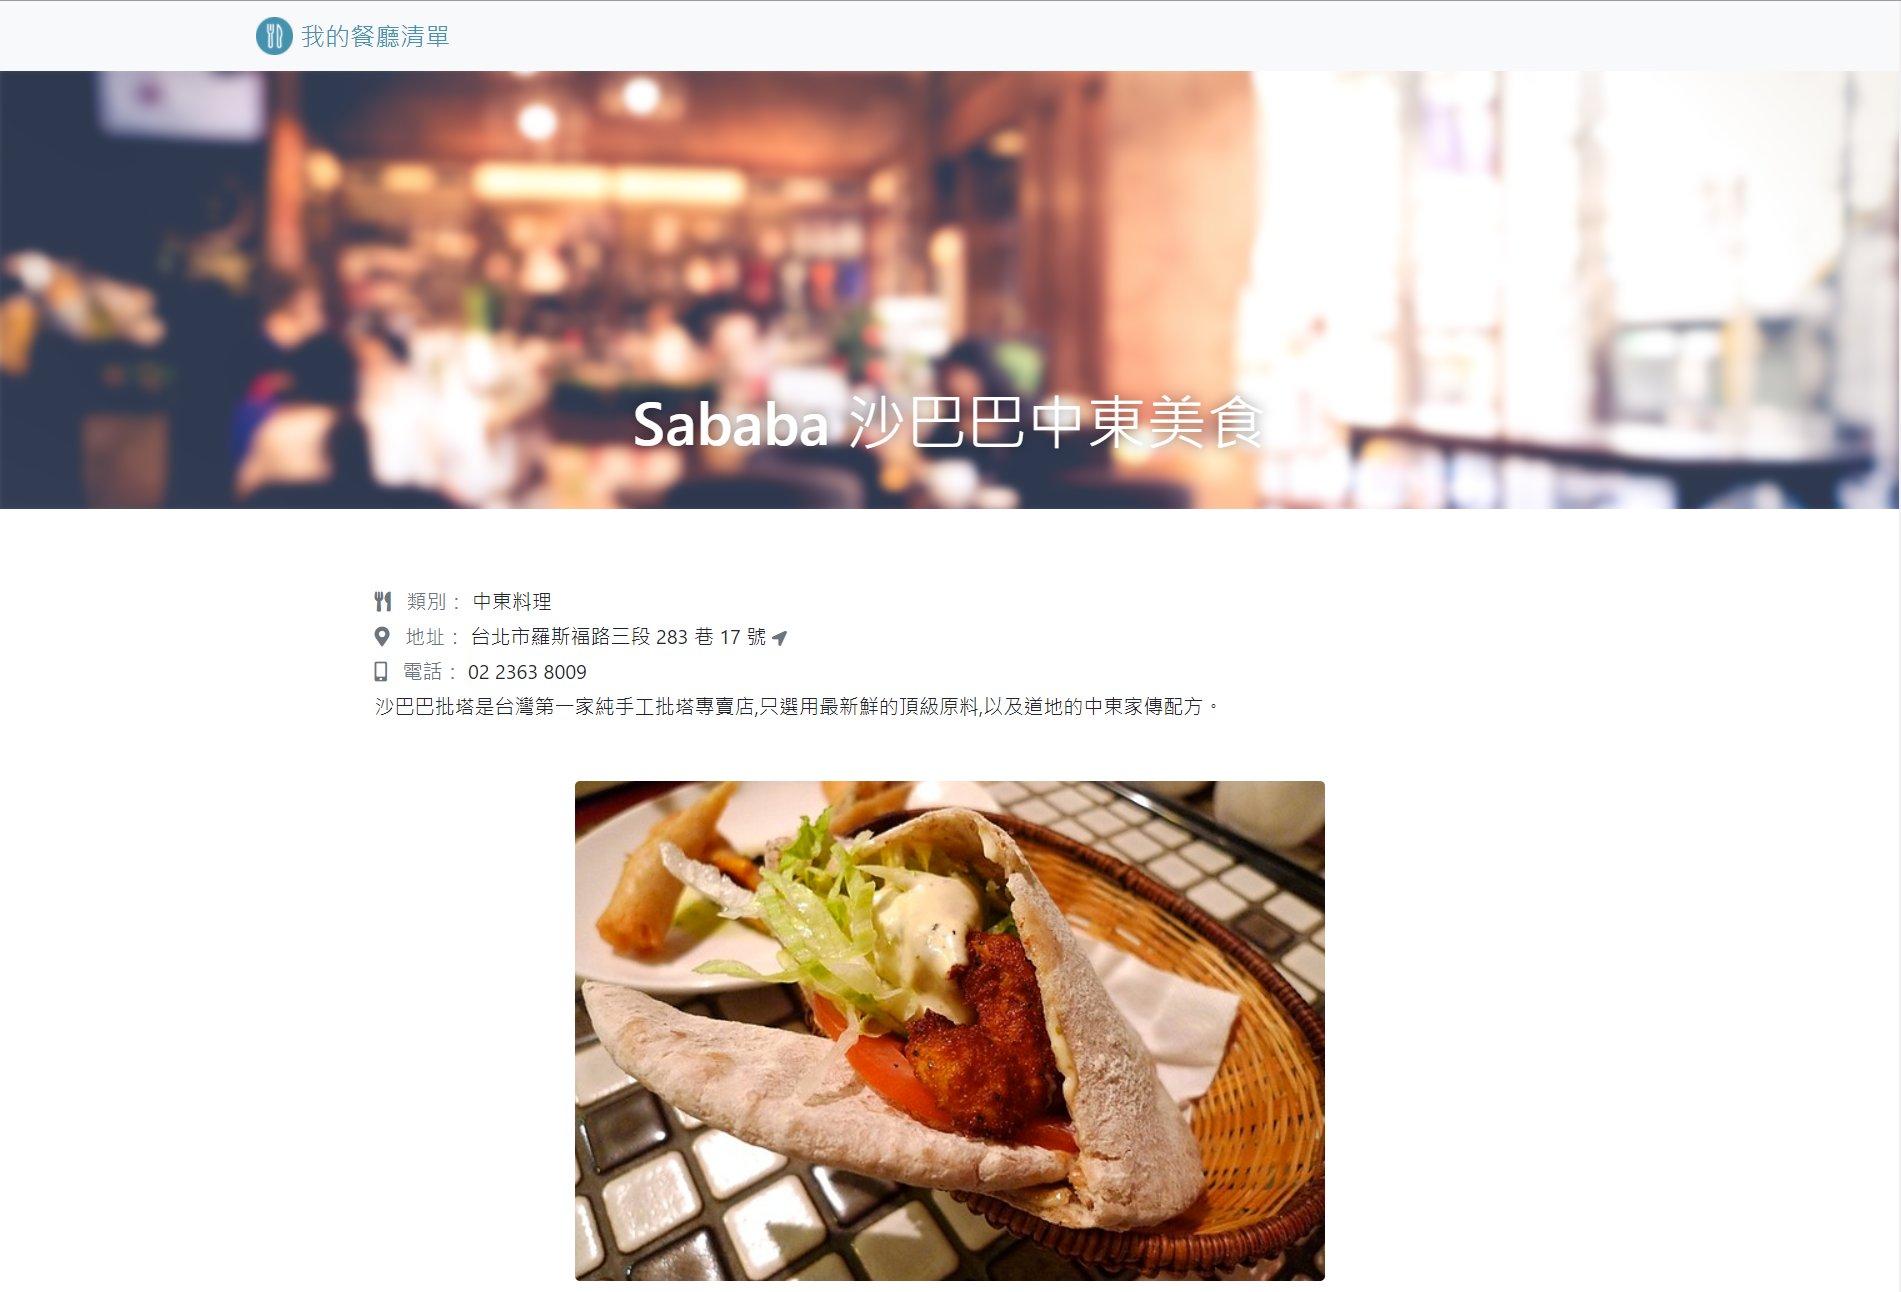 我的餐廳清單
Sababa 沙巴巴中東美食
類別： 中東料理
地址： 台北市羅斯福路三段 283 巷 17 號
電話： 02 2363 8009
沙巴巴批塔是台灣第一家純手工批塔專賣店,只選用最新鮮的頂級原料,以及道地的中東家傳配方。